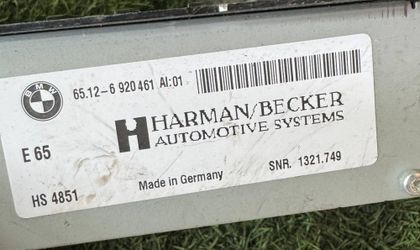 BMW
65.12-6 920 461 AI:01
HARMAN/BECKER
AUTOMOTIVE SYSTEMS
E 65
HS 4851
Made in Germany
SNR. 1321.749